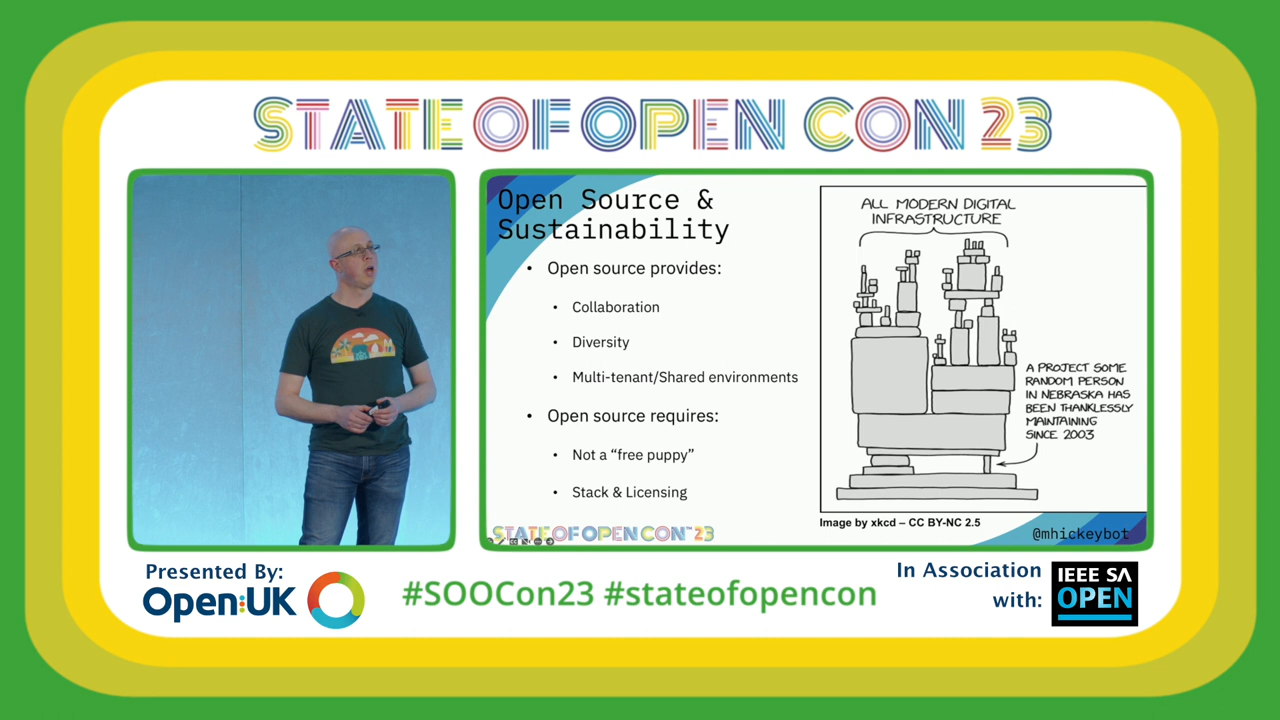 STATE OF OPEN CON 23
Open Source &
Sustainability
• Open source provides:
• Collaboration
• Diversity
• Multi-tenant/Shared environments
• Open source requires:
• Not a “free puppy”
• Stack & Licensing
ALL MODERN DIGITAL
INFRASTRUCTURE
A PROJECT SOME
RANDOM PERSON
IN NEBRASKA HAS
BEEN THANKLESSLY
MAINTAINING
SINCE 2003
Image by xkcd – CC BY-NC 2.5
STATE OF OPEN CON™ 23
@mhickeybot
Presented By:
Open:UK
#SOOCon23 #stateofopencon
In Association
with:
IEEE SA
OPEN